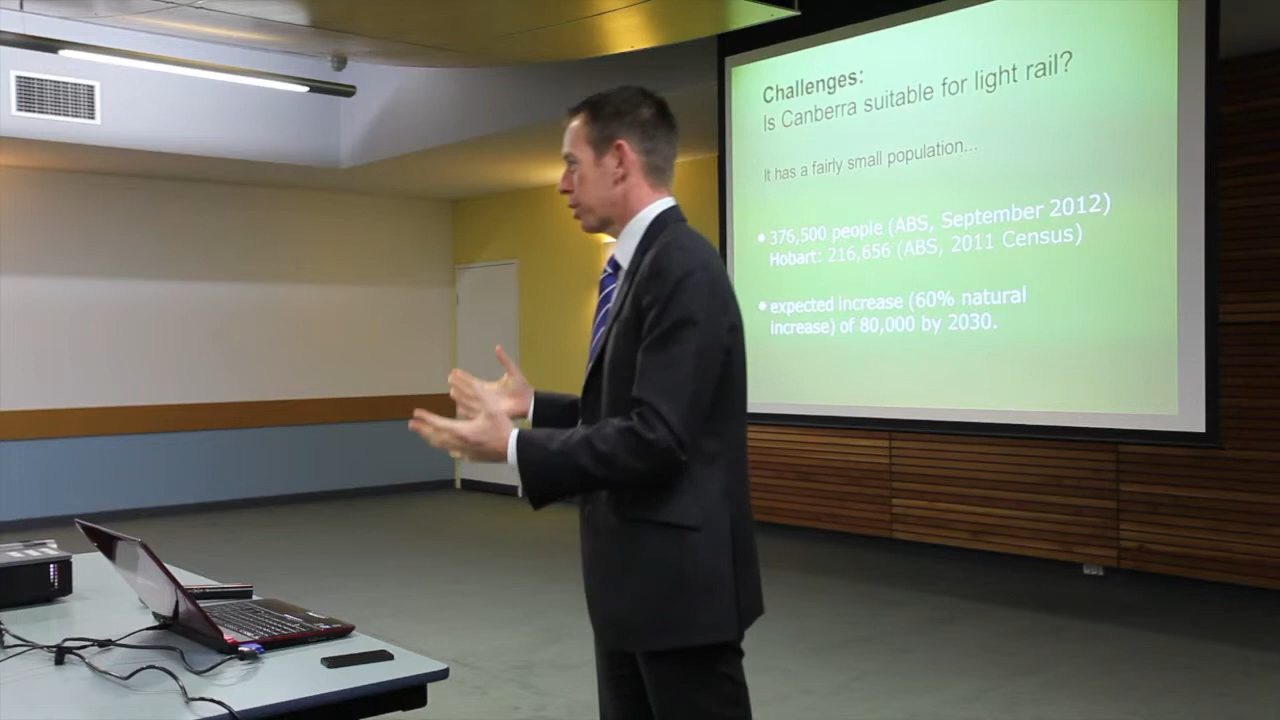 Challenges:
Is Canberra suitable for light rail?
It has a fairly small population...
• 376,500 people (ABS, September 2012)
Hobart: 216,656 (ABS, 2011 Census)
• expected increase (60% natural
increase) of 80,000 by 2030.